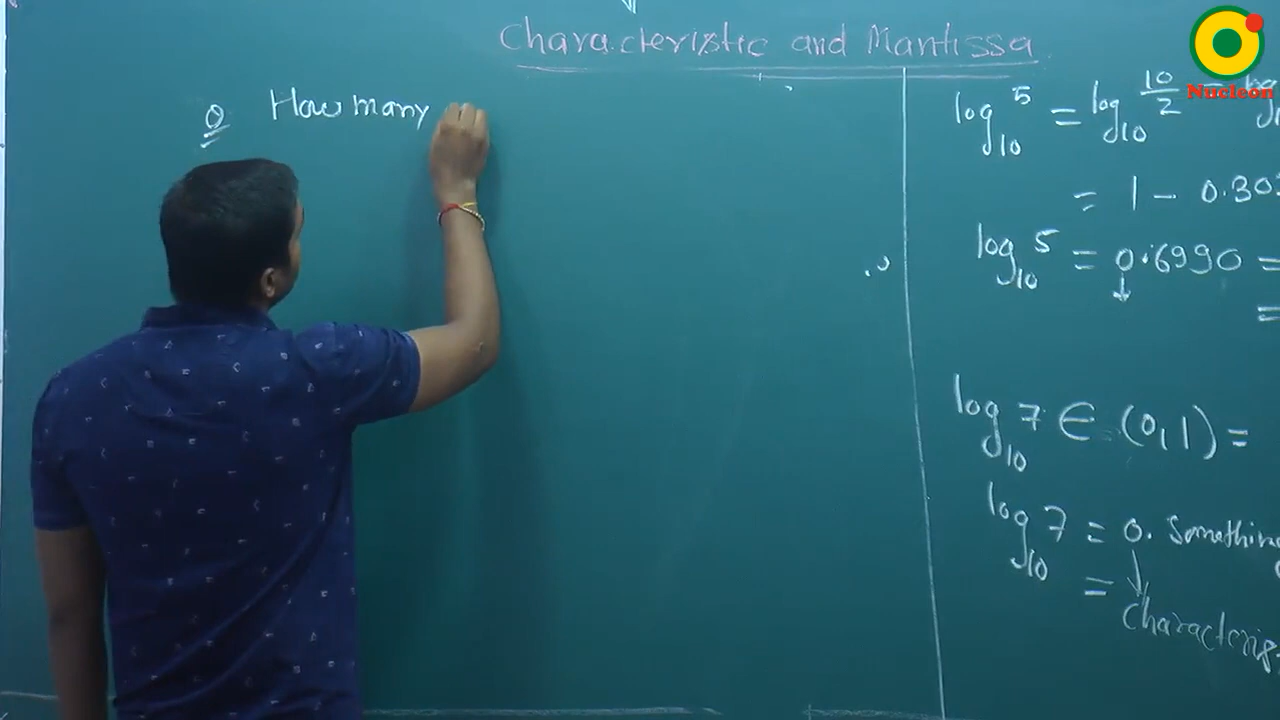 Characteristic and Mantissa
Q How many
log₁₀ 5 = log₁₀ 10/2 =
= 1 - 0.30
log₁₀ 5 = 0.6990 =
=
log₁₀ 7 ∈ (0,1) =
log₁₀ 7 = 0. Something
=
Characteris
Nucleon